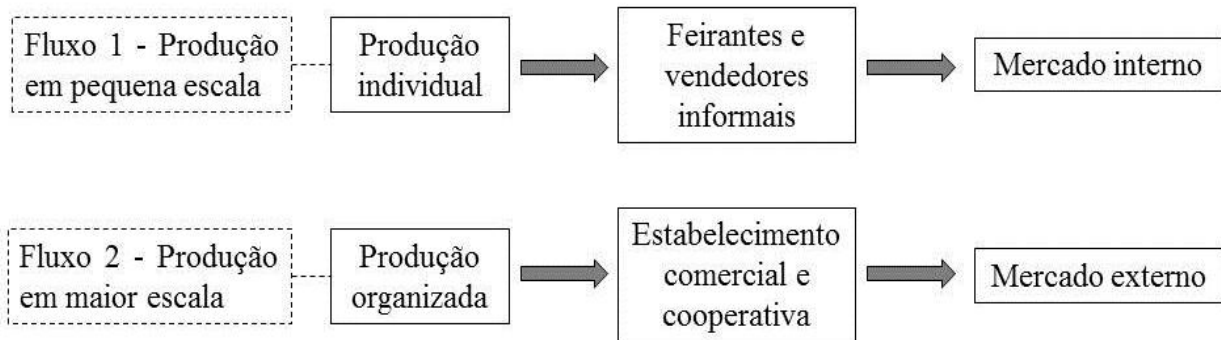 Fluxo 1 - Produção
em pequena escala
Produção
individual
Feirantes e
vendedores
informais
Mercado interno
Fluxo 2 - Produção
em maior escala
Produção
organizada
Estabelecimento
comercial e
cooperativa
Mercado externo